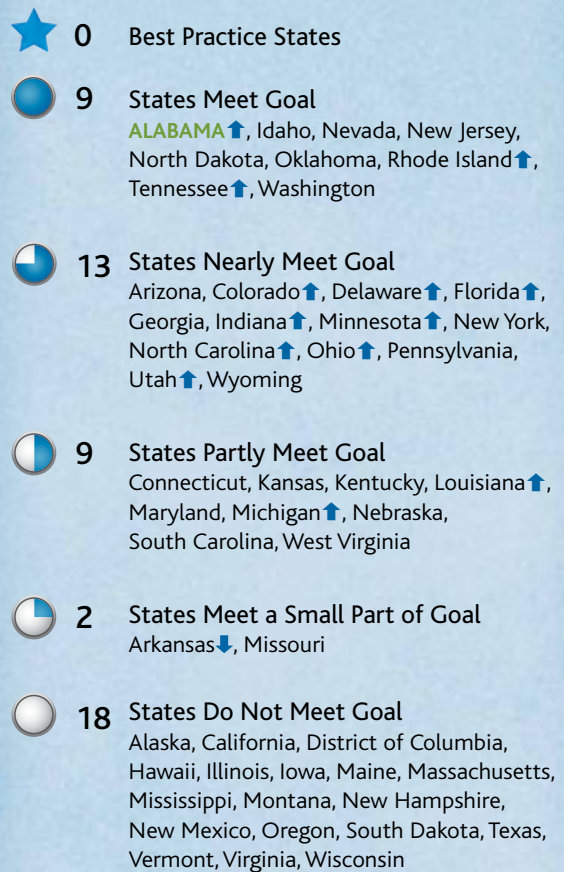 0 Best Practice States
9 States Meet Goal
ALABAMA⬆, Idaho, Nevada, New Jersey,
North Dakota, Oklahoma, Rhode Island⬆,
Tennessee⬆, Washington
13 States Nearly Meet Goal
Arizona, Colorado⬆, Delaware⬆, Florida⬆,
Georgia, Indiana⬆, Minnesota⬆, New York,
North Carolina⬆, Ohio⬆, Pennsylvania,
Utah⬆, Wyoming
9 States Partly Meet Goal
Connecticut, Kansas, Kentucky, Louisiana⬆,
Maryland, Michigan⬆, Nebraska,
South Carolina, West Virginia
2 States Meet a Small Part of Goal
Arkansas⬇, Missouri
18 States Do Not Meet Goal
Alaska, California, District of Columbia,
Hawaii, Illinois, Iowa, Maine, Massachusetts,
Mississippi, Montana, New Hampshire,
New Mexico, Oregon, South Dakota, Texas,
Vermont, Virginia, Wisconsin